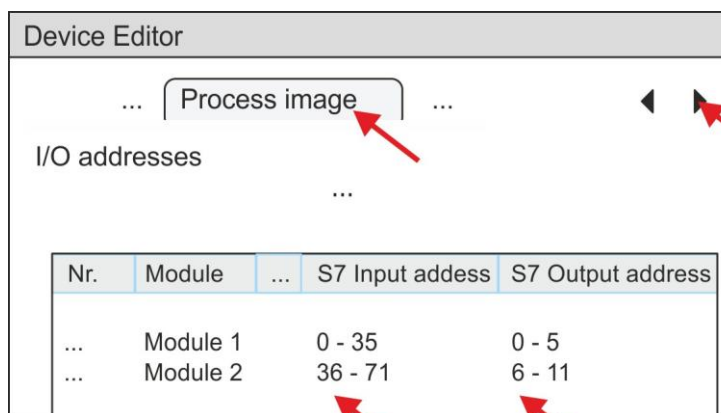 Device Editor
... Process image ...
I/O addresses
...
Nr. Module ... S7 Input addess S7 Output address
... Module 1 0 - 35 0 - 5
... Module 2 36 - 71 6 - 11